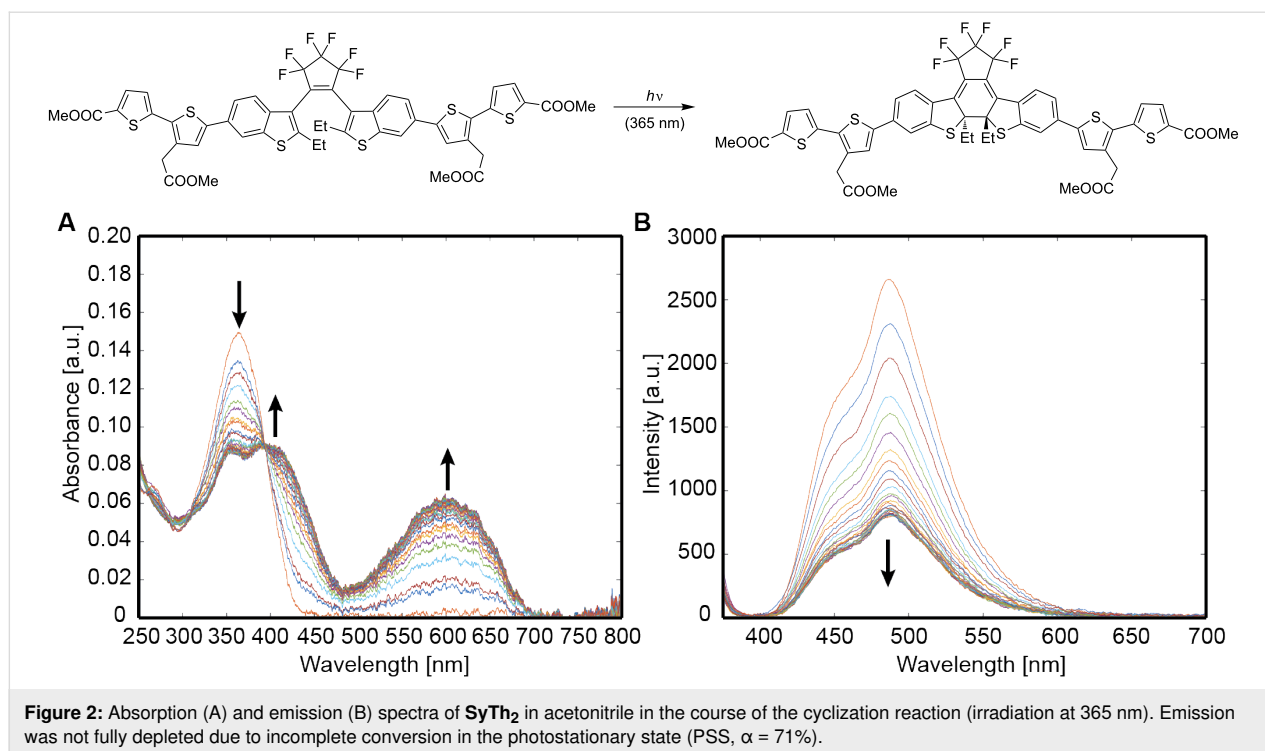 F F
F F
F F
F F
F F
F F
S
S
COOMe
MeOOC
S
S
S
Et
Et
S
COOMe
MeOOC
hν
(365 nm)
MeOOC
S
S
S
Et
Et
S
S
S
COOMe
COOMe
MeOOC
A
B
0.20
0.18
0.16
0.14
0.12
0.10
0.08
0.06
0.04
0.02
0
Absorbance [a.u.]
250 300 350 400 450 500 550 600 650 700 750 800
Wavelength [nm]
3000
2500
2000
1500
1000
500
0
Intensity [a.u.]
400 450 500 550 600 650 700
Wavelength [nm]
Figure 2: Absorption (A) and emission (B) spectra of SyTh2 in acetonitrile in the course of the cyclization reaction (irradiation at 365 nm). Emission
was not fully depleted due to incomplete conversion in the photostationary state (PSS, α = 71%).